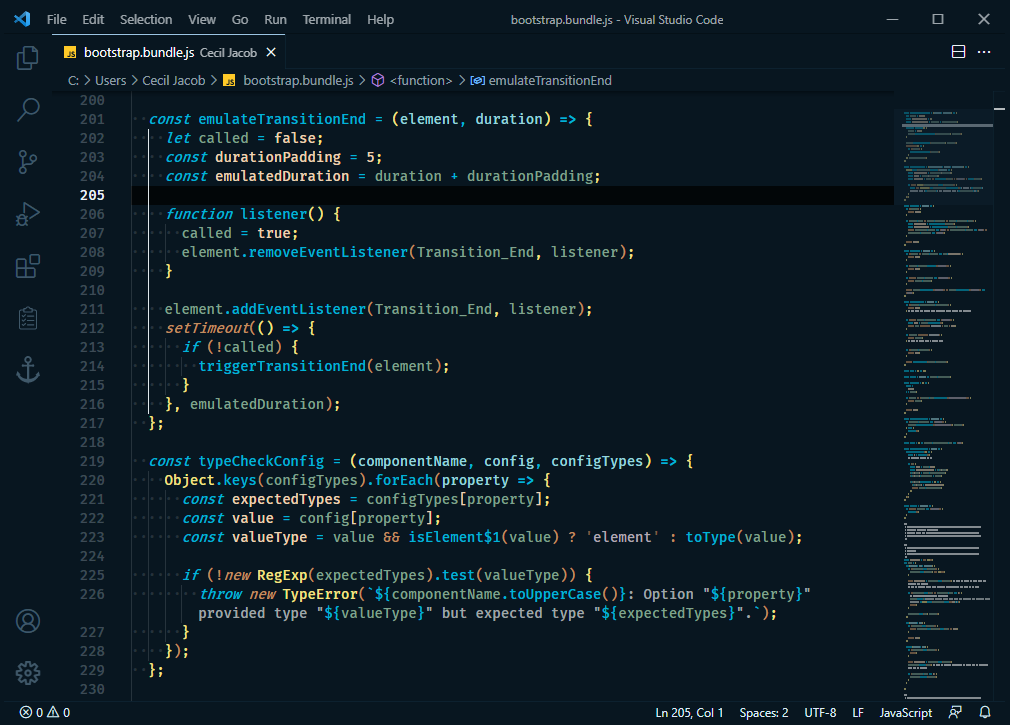 File Edit Selection View Go Run Terminal Help bootstrap.bundle.js - Visual Studio Code
JS bootstrap.bundle.js Cecil Jacob
C: > Users > Cecil Jacob > JS bootstrap.bundle.js > <function> > emulateTransitionEnd
200
201 const emulateTransitionEnd = (element, duration) => {
202 let called = false;
203 const durationPadding = 5;
204 const emulatedDuration = duration + durationPadding;
205
206 function listener() {
207 called = true;
208 element.removeEventListener(Transition_End, listener);
209 }
210
211 element.addEventListener(Transition_End, listener);
212 setTimeout(() => {
213 if (!called) {
214 triggerTransitionEnd(element);
215 }
216 }, emulatedDuration);
217 };
218
219 const typeCheckConfig = (componentName, config, configTypes) => {
220 Object.keys(configTypes).forEach(property => {
221 const expectedTypes = configTypes[property];
222 const value = config[property];
223 const valueType = value && isElement$1(value) ? 'element' : toType(value);
224
225 if (!new RegExp(expectedTypes).test(valueType)) {
226 throw new TypeError(`${componentName.toUpperCase()}: Option "${property}"
provided type "${valueType}" but expected type "${expectedTypes}".`);
227 }
228 });
229 };
230
0 0 Ln 205, Col 1 Spaces: 2 UTF-8 LF JavaScript